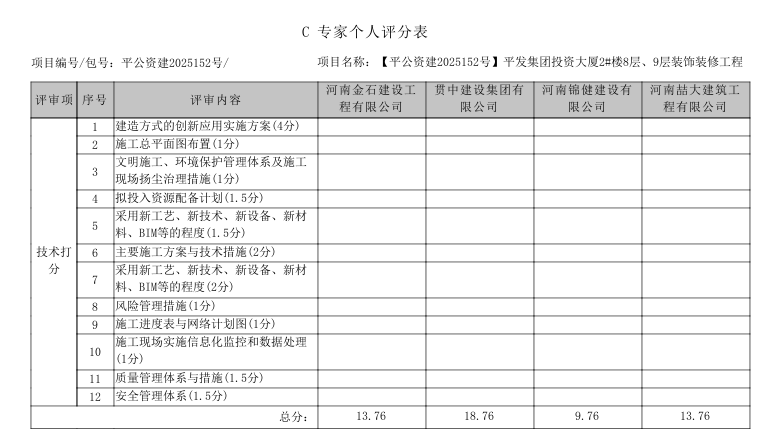 C 专家个人评分表
项目编号/包号：平公资建2025152号/ 项目名称：【平公资建2025152号】平发集团投资大厦2#楼8层、9层装饰装修工程
评审项 序号 评审内容 河南金石建设工程有限公司 贯中建设集团有限公司 河南锦健建设有限公司 河南喆大建筑工程有限公司
技术打分
1 建造方式的创新应用实施方案(4分)
2 施工总平面图布置(1分)
3 文明施工、环境保护管理体系及施工
现场扬尘治理措施(1分)
4 拟投入资源配备计划(1.5分)
5 采用新工艺、新技术、新设备、新材
料、BIM等的程度(1.5分)
6 主要施工方案与技术措施(2分)
7 采用新工艺、新技术、新设备、新材
料、BIM等的程度(2分)
8 风险管理措施(1分)
9 施工进度表与网络计划图(1分)
10 施工现场实施信息化监控和数据处理
(1分)
11 质量管理体系与措施(1.5分)
12 安全管理体系(1.5分)
总分： 13.76 18.76 9.76 13.76